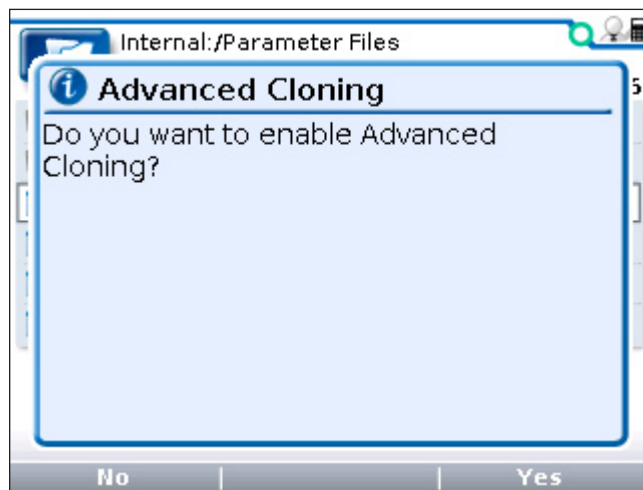 Internal:/Parameter Files
Advanced Cloning
Do you want to enable Advanced
Cloning?
No
Yes